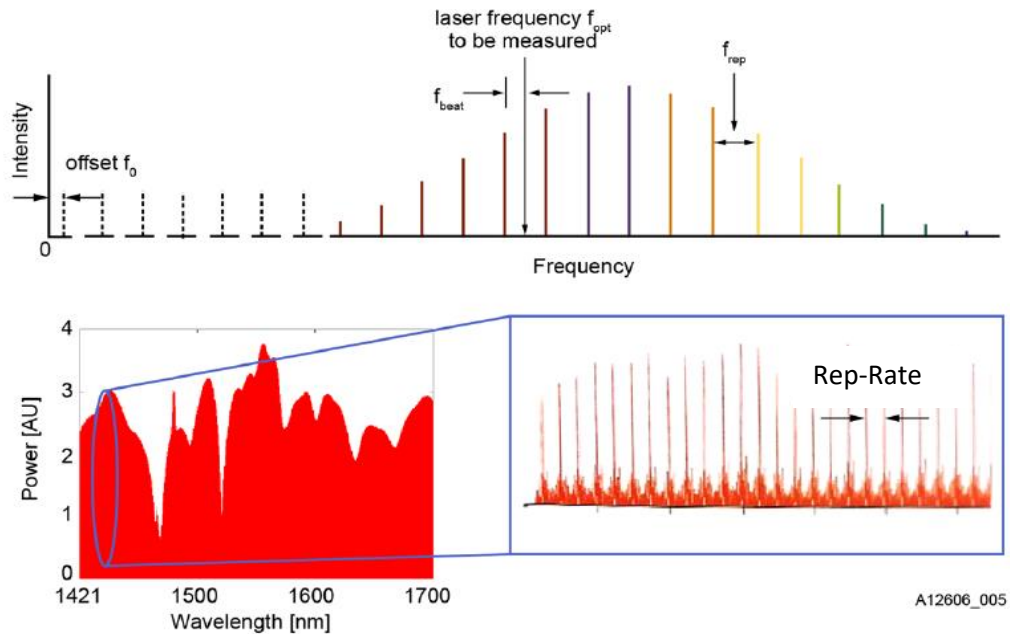 laser frequency f_opt
to be measured
f_rep
f_beat
Intensity
offset f_0
0
Frequency
4
3
2
1
0
Power [AU]
1421
1500
1600
1700
Wavelength [nm]
Rep-Rate
A12606_005